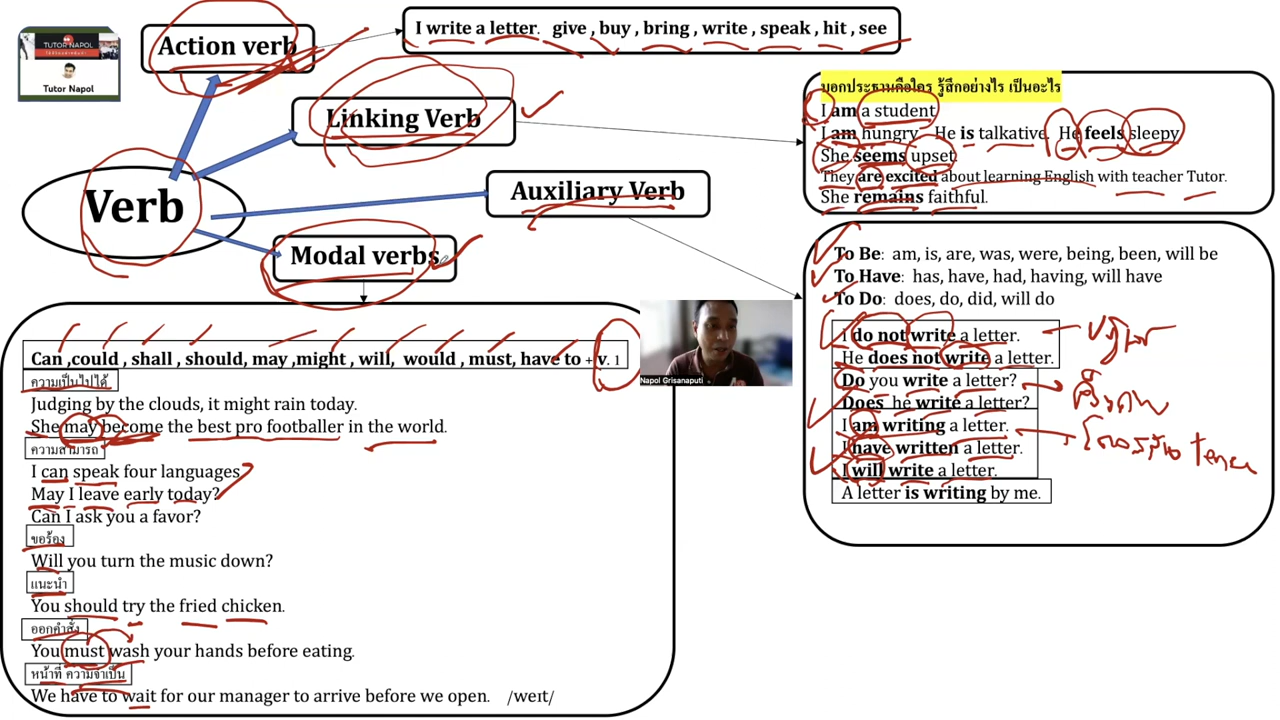 TUTOR NAPOL
Tutor Napol
Action verb
I write a letter. give , buy , bring , write , speak , hit , see
Linking Verb
Verb
Auxiliary Verb
Modal verbs
บอกประธานคือใคร รู้สึกอย่างไร เป็นอะไร
I am a student
I am hungry. He is talkative. He feels sleepy.
She seems upset.
They are excited about learning English with teacher Tutor.
She remains faithful.
To Be: am, is, are, was, were, being, been, will be
To Have: has, have, had, having, will have
To Do: does, do, did, will do
I do not write a letter.
He does not write a letter.
Do you write a letter?
Does he write a letter?
I am writing a letter.
I have written a letter.
I will write a letter.
A letter is writing by me.
tense
Napol Grisanaputi
Can ,could , shall , should, may ,might , will, would , must, have to + v. 1
ความเป็นไปได้
Judging by the clouds, it might rain today.
She may become the best pro footballer in the world.
ความสามารถ
I can speak four languages
May I leave early today?
Can I ask you a favor?
ขอร้อง
Will you turn the music down?
แนะนำ
You should try the fried chicken.
ออกคำสั่ง
You must wash your hands before eating.
หน้าที่ ความจำเป็น
We have to wait for our manager to arrive before we open. /weɪt/